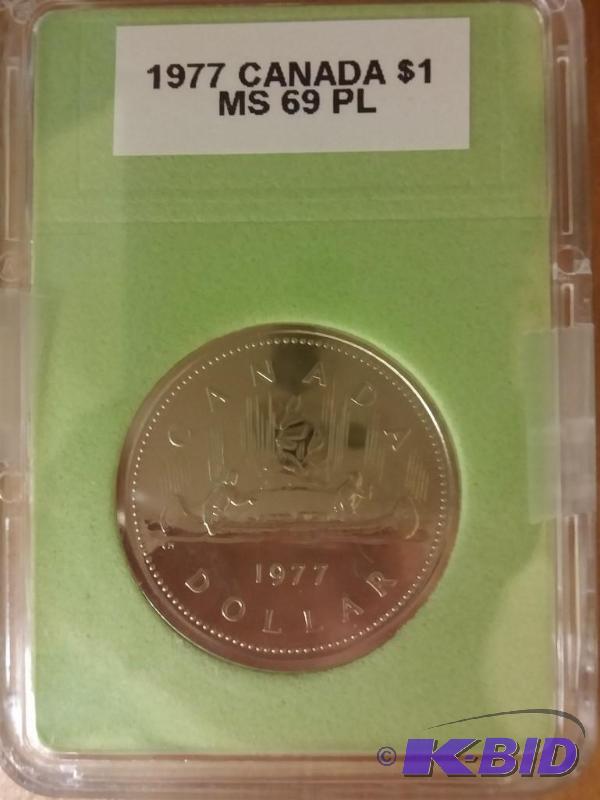 1977 CANADA $1
MS 69 PL
CANADA
1977
DOLLAR
© K-BID